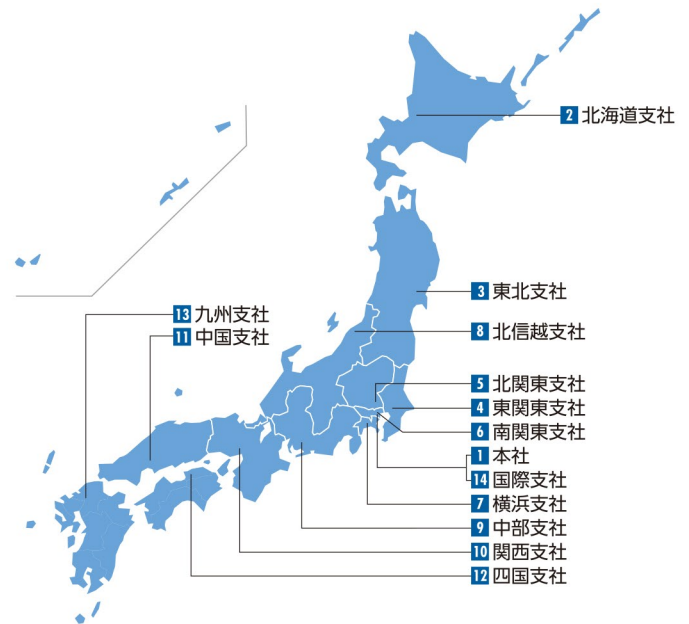 2 北海道支社
3 東北支社
13 九州支社
11 中国支社
8 北信越支社
5 北関東支社
4 東関東支社
6 南関東支社
1 本社
14 国際支社
7 横浜支社
9 中部支社
10 関西支社
12 四国支社